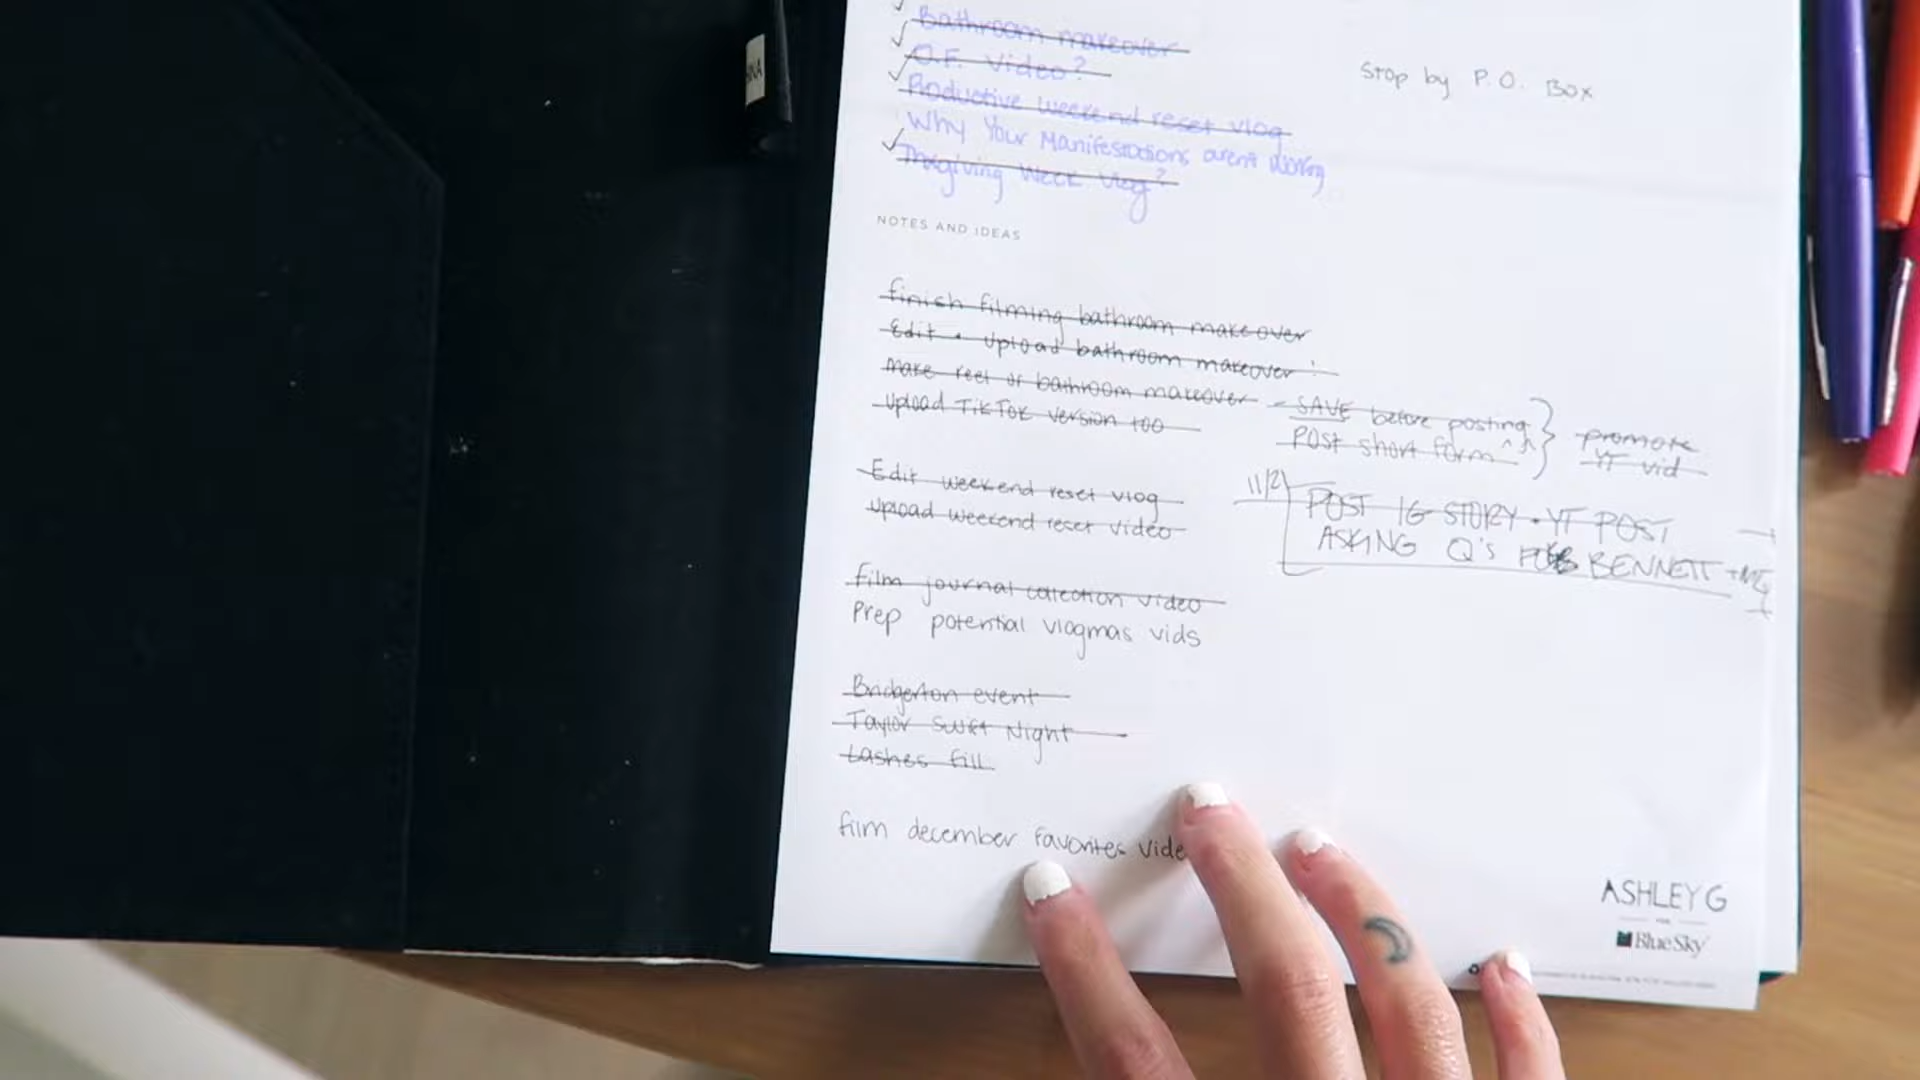 Bathroom makeover
O.F. Video?
Productive weekend reset vlog
Why Your Manifestations aren't working
Thxgiving Week Vlog?
Stop by P.O. Box
NOTES AND IDEAS
finish filming bathroom makeover
Edit + upload bathroom makeover
make reel of bathroom makeover
upload TikTok version too
- SAVE before posting
Post short form
promote
YT vid
Edit weekend reset vlog
upload weekend reset video
11/2
POST IG STORY + YT POST
ASKING Q's BENNETT + ME
film journal collection video
Prep potential vlogmas vids
Bridgerton event
Taylor Swift Night
Lashes fill
film december favorites vide
ASHLEY G
FOR
BlueSky